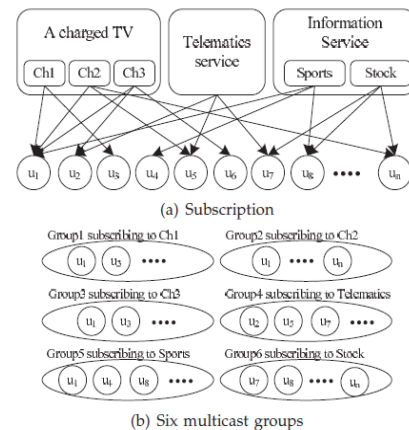 A charged TV
Ch1 Ch2 Ch3
Telematics
service
Information
Service
Sports Stock
u1 u2 u3 u4 u5 u6 u7 u8 •••• un
(a) Subscription
Group1 subscribing to Ch1
u1 u3 ••••
Group2 subscribing to Ch2
u1 •••• un
Group3 subscribing to Ch3
u1 u3 ••••
Group4 subscribing to Telematics
u2 u5 u7 ••••
Group5 subscribing to Sports
u1 u4 u8 ••••
Group6 subscribing to Stock
u7 u8 •••• un
(b) Six multicast groups